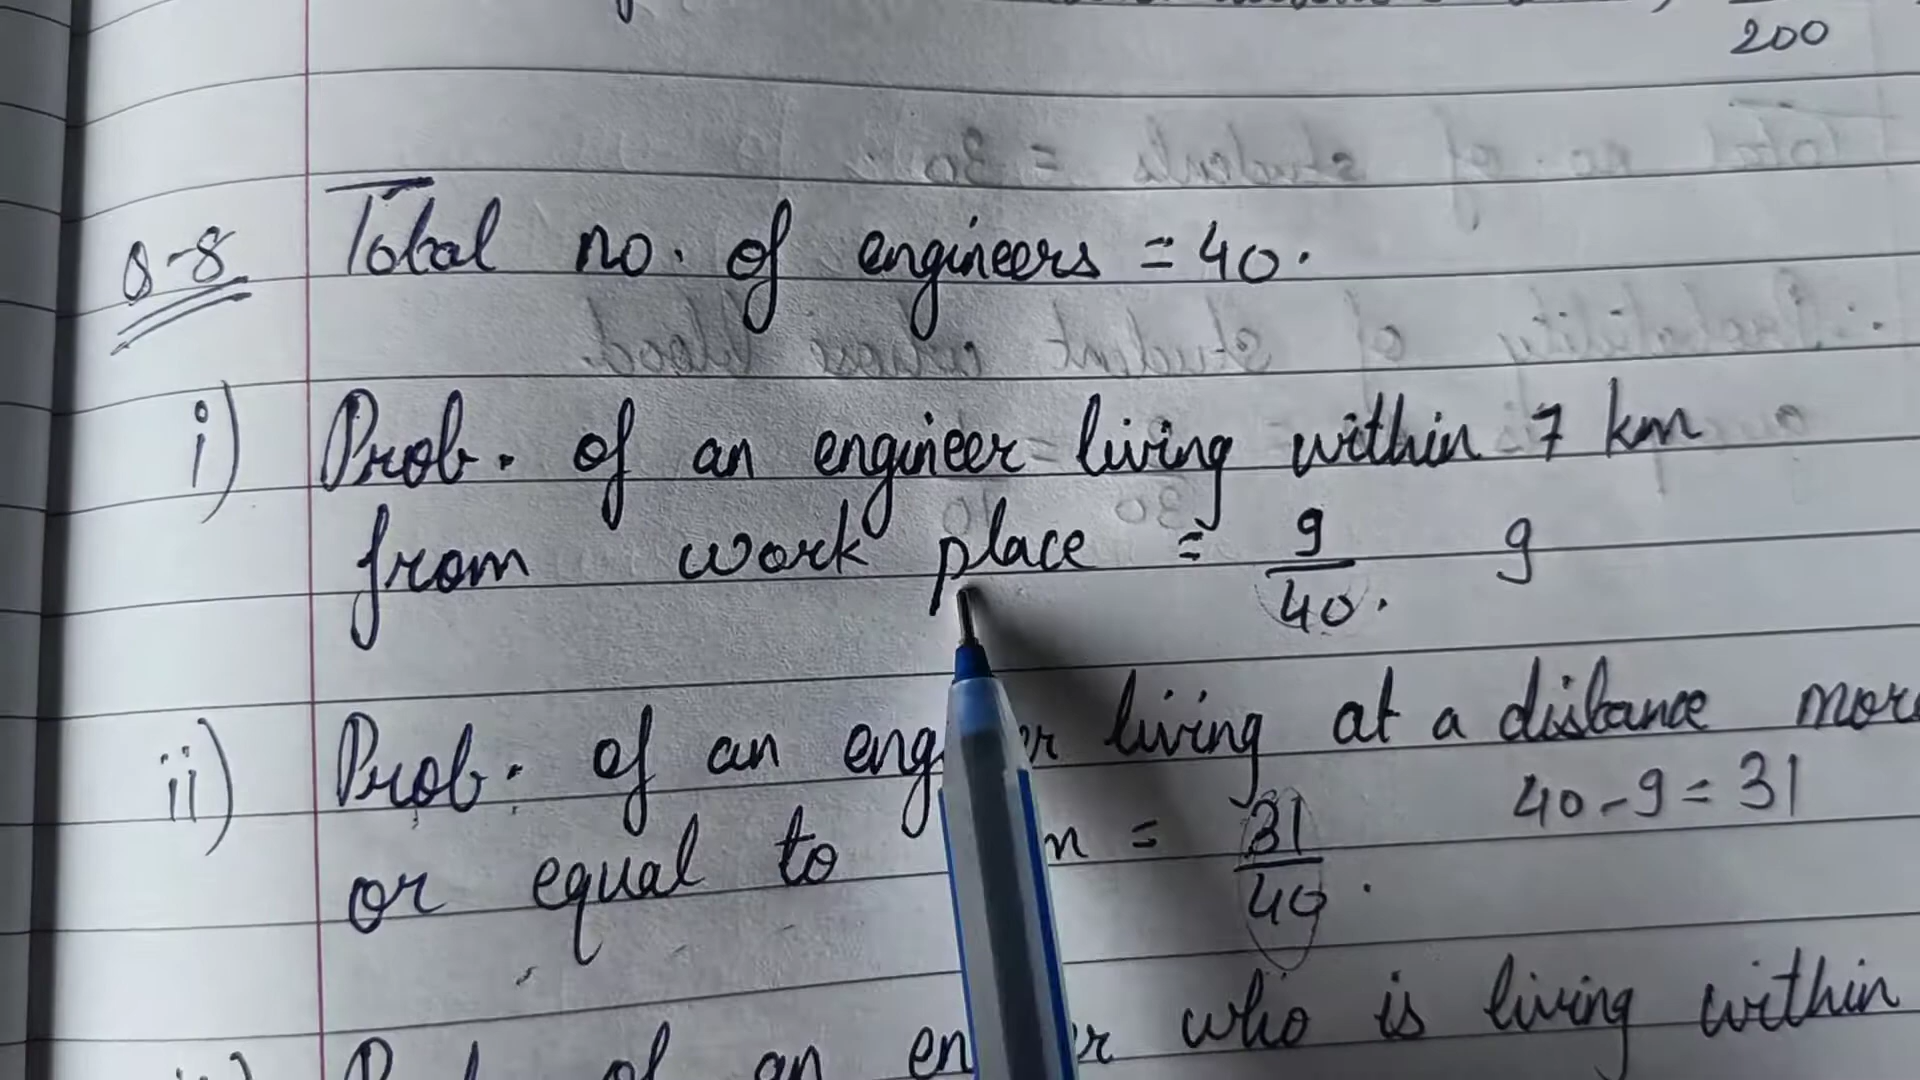 200
Q-8 Total no. of engineers = 40.
i) Prob. of an engineer living within 7 km
from work place = 9/40. 9
ii) Prob. of an living at a distance more
40-9=31
or equal to = 31/40.
of an who is living within